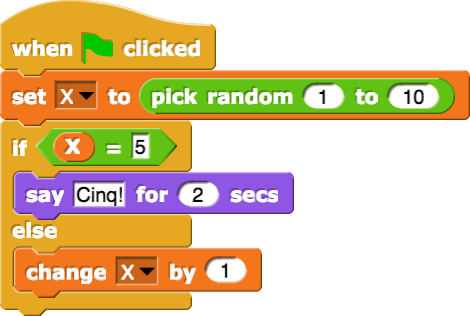 when clicked
set X to pick random 1 to 10
if X = 5
say Cinq! for 2 secs
else
change X by 1